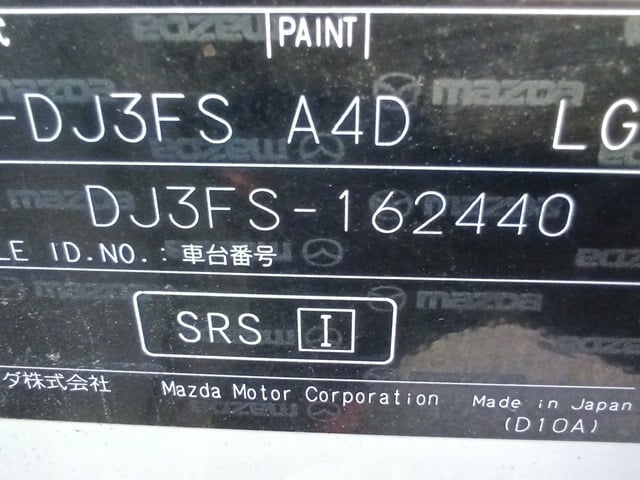 PAINT
-DJ3FS A4D LG
DJ3FS-162440
LE ID.NO.:車台番号
SRS I
ダ株式会社 Mazda Motor Corporation Made in Japan
(D10A)